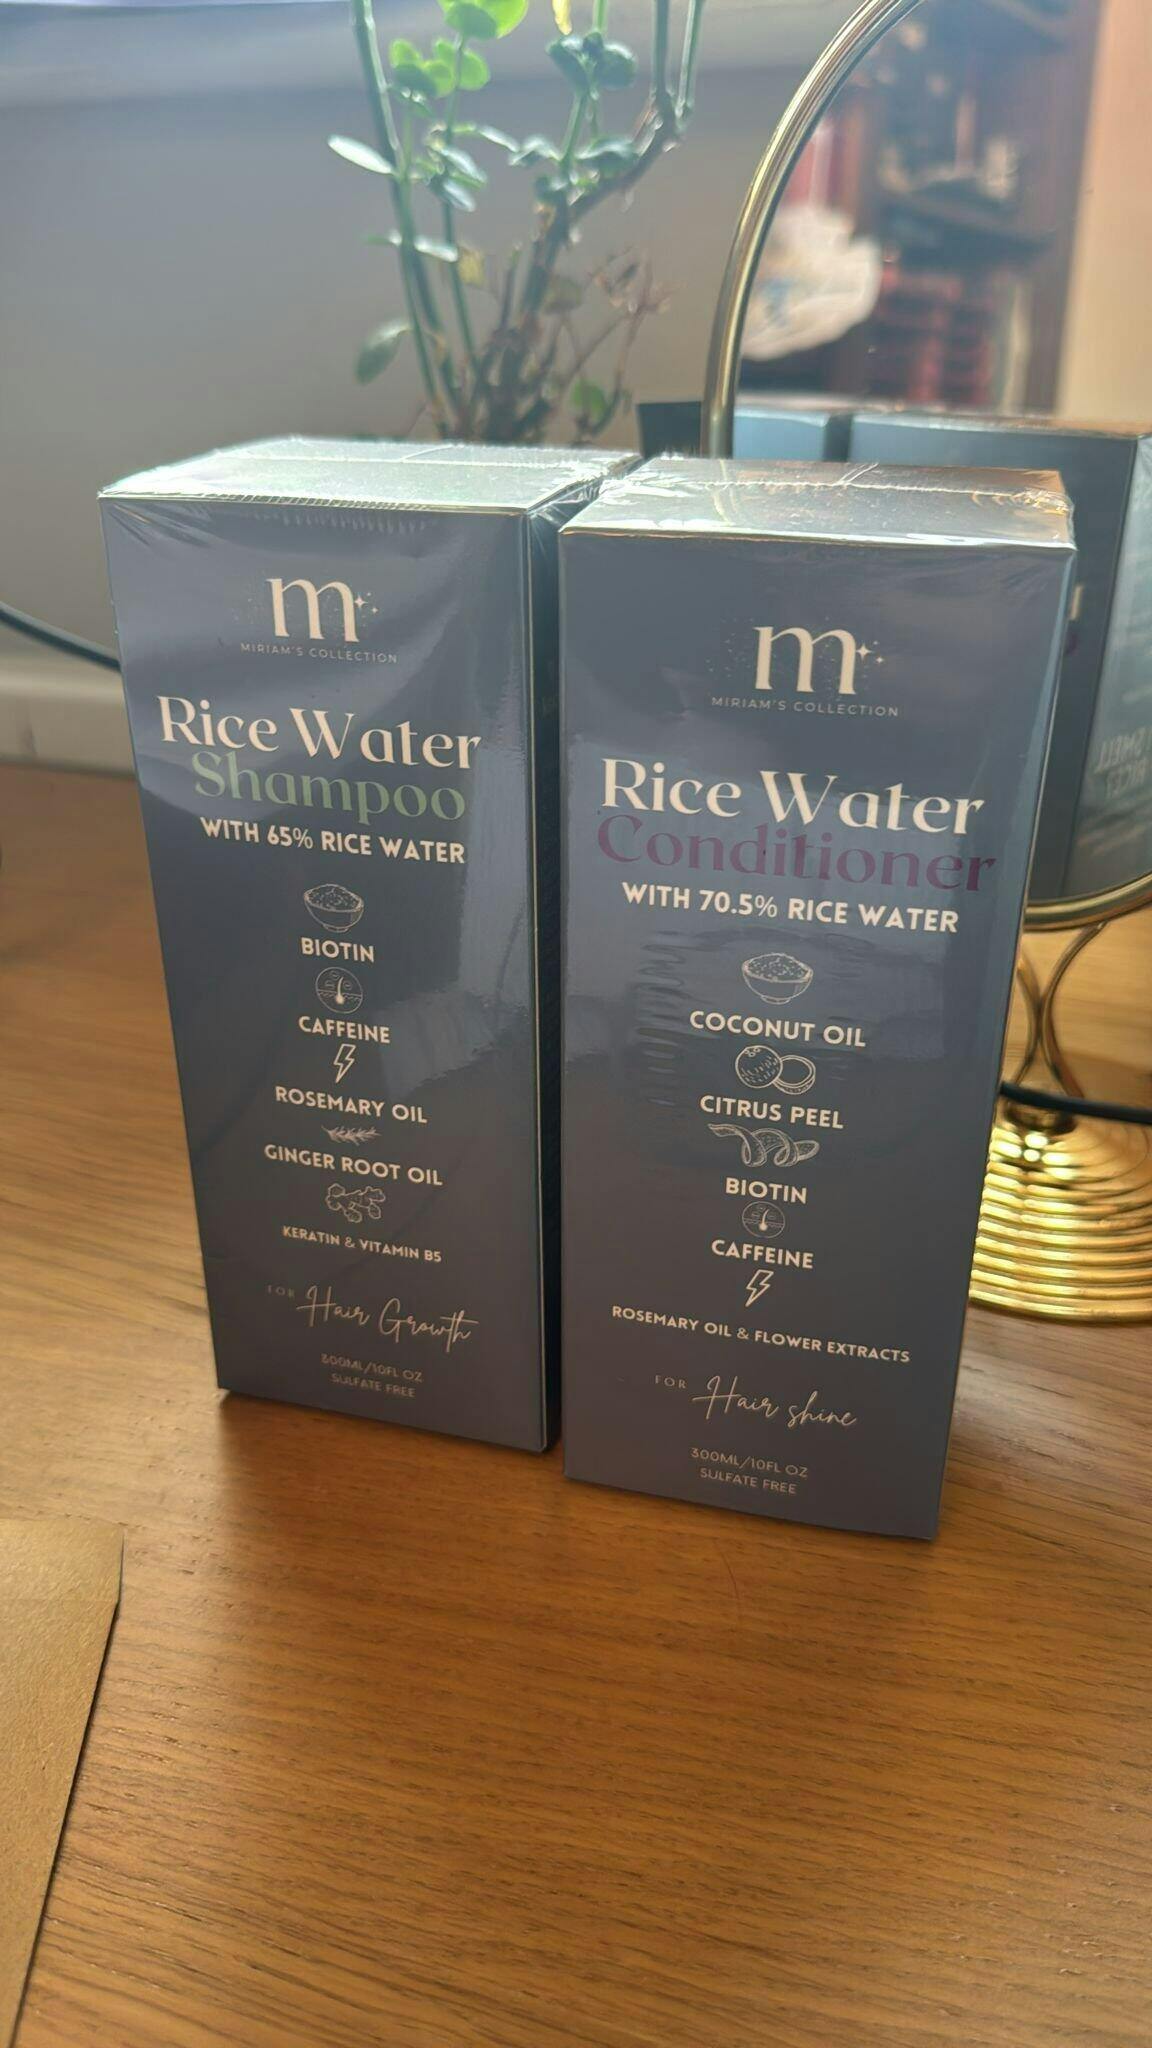 m
MIRIAM'S COLLECTION
Rice Water
Shampoo
WITH 65% RICE WATER
BIOTIN
CAFFEINE
ROSEMARY OIL
GINGER ROOT OIL
KERATIN & VITAMIN B5
FOR Hair Growth
300ML/10FL OZ
SULFATE FREE
m
MIRIAM'S COLLECTION
Rice Water
Conditioner
WITH 70.5% RICE WATER
COCONUT OIL
CITRUS PEEL
BIOTIN
CAFFEINE
ROSEMARY OIL & FLOWER EXTRACTS
FOR Hair shine
300ML/10FL OZ
SULFATE FREE
SMELL
RICE?